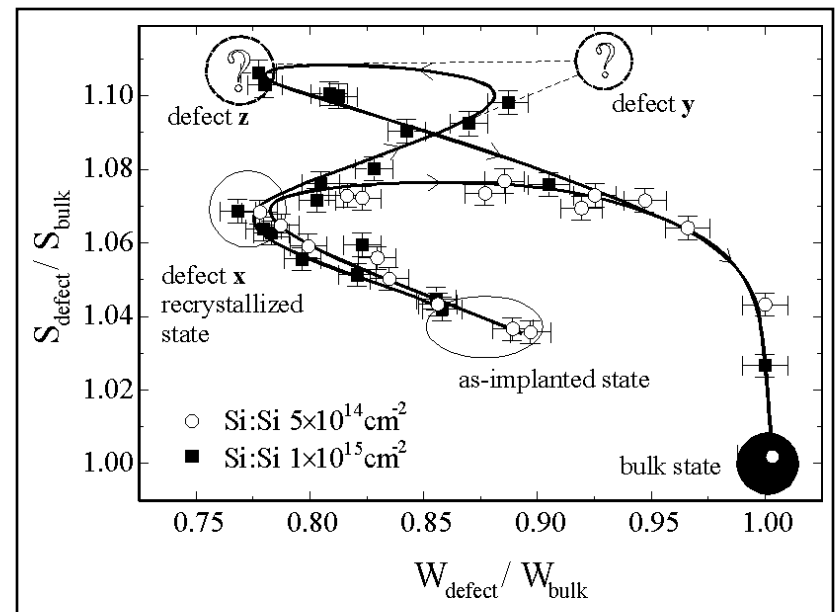 ?
?
1.10
defect z
defect y
1.08
1.06
defect x
recrystallized
state
1.04
as-implanted state
1.02
Si:Si 5×10¹⁴cm⁻²
Si:Si 1×10¹⁵cm⁻²
bulk state
1.00
0.75 0.80 0.85 0.90 0.95 1.00
W_defect / W_bulk
S_defect / S_bulk